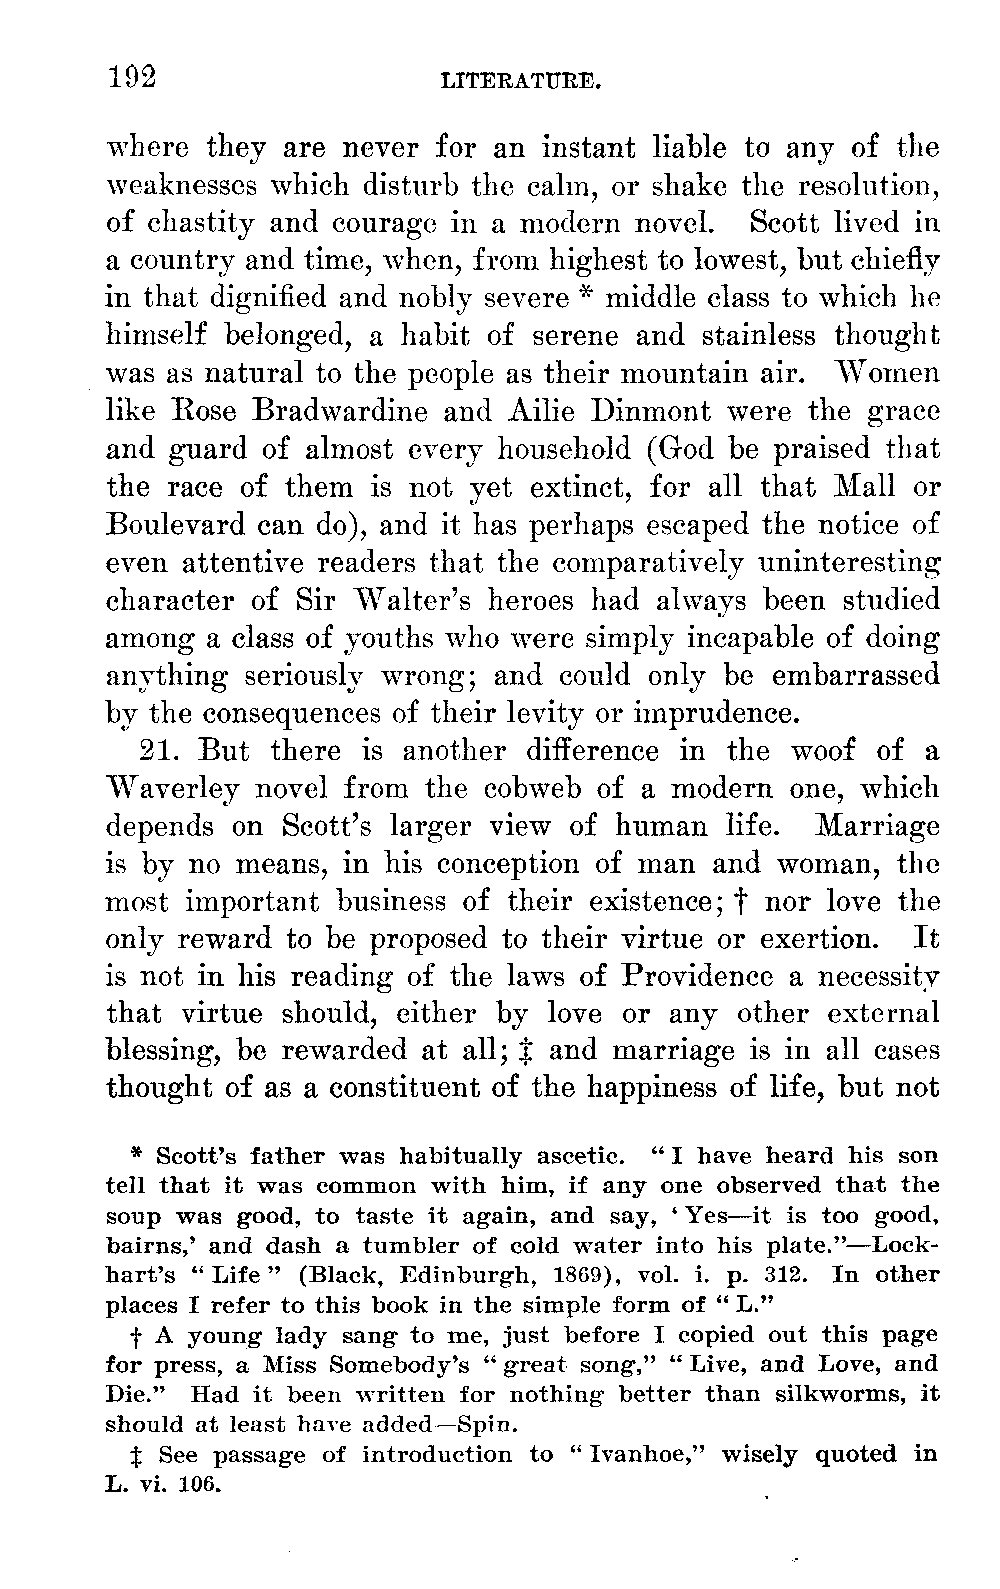 192 LITERATURE.
where they are never for an instant liable to any of the
weaknesses which disturb the calm, or shake the resolution,
of chastity and courage in a modern novel. Scott lived in
a country and time, when, from highest to lowest, but chiefly
in that dignified and nobly severe * middle class to which he
himself belonged, a habit of serene and stainless thought
was as natural to the people as their mountain air. Women
like Rose Bradwardine and Ailie Dinmont were the grace
and guard of almost every household (God be praised that
the race of them is not yet extinct, for all that Mall or
Boulevard can do), and it has perhaps escaped the notice of
even attentive readers that the comparatively uninteresting
character of Sir Walter's heroes had always been studied
among a class of youths who were simply incapable of doing
anything seriously wrong; and could only be embarrassed
by the consequences of their levity or imprudence.
21. But there is another difference in the woof of a
Waverley novel from the cobweb of a modern one, which
depends on Scott's larger view of human life. Marriage
is by no means, in his conception of man and woman, the
most important business of their existence; † nor love the
only reward to be proposed to their virtue or exertion. It
is not in his reading of the laws of Providence a necessity
that virtue should, either by love or any other external
blessing, be rewarded at all; ‡ and marriage is in all cases
thought of as a constituent of the happiness of life, but not
* Scott's father was habitually ascetic. "I have heard his son
tell that it was common with him, if any one observed that the
soup was good, to taste it again, and say, 'Yes—it is too good,
bairns,' and dash a tumbler of cold water into his plate."—Lock-
hart's "Life" (Black, Edinburgh, 1869), vol. i. p. 312. In other
places I refer to this book in the simple form of "L."
† A young lady sang to me, just before I copied out this page
for press, a Miss Somebody's "great song," "Live, and Love, and
Die." Had it been written for nothing better than silkworms, it
should at least have added—Spin.
‡ See passage of introduction to "Ivanhoe," wisely quoted in
L. vi. 106.